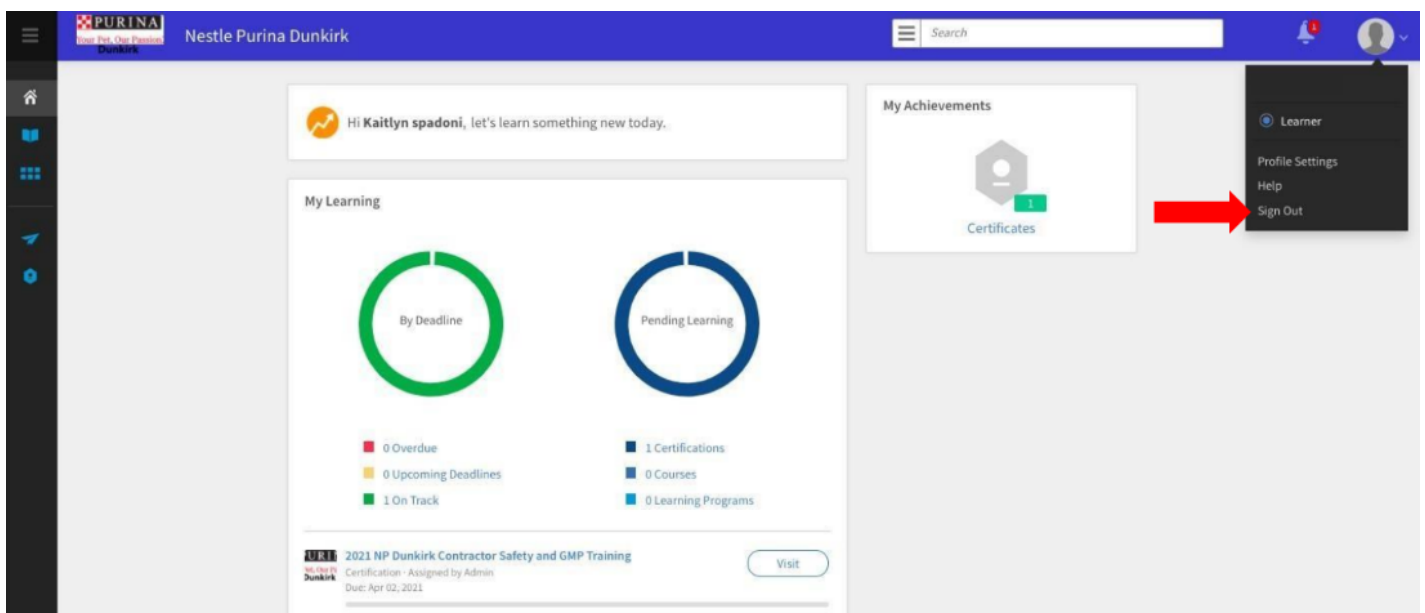 PURINA
Your Pet, Our Passion.
Dunkirk
Nestle Purina Dunkirk
Search
1
Hi Kaitlyn spadoni, let's learn something new today.
My Achievements
1
Certificates
Learner
Profile Settings
Help
Sign Out
My Learning
By Deadline
Pending Learning
0 Overdue
0 Upcoming Deadlines
1 On Track
1 Certifications
0 Courses
0 Learning Programs
2021 NP Dunkirk Contractor Safety and GMP Training
Certification · Assigned by Admin
Due: Apr 02, 2021
Visit
Dunkirk